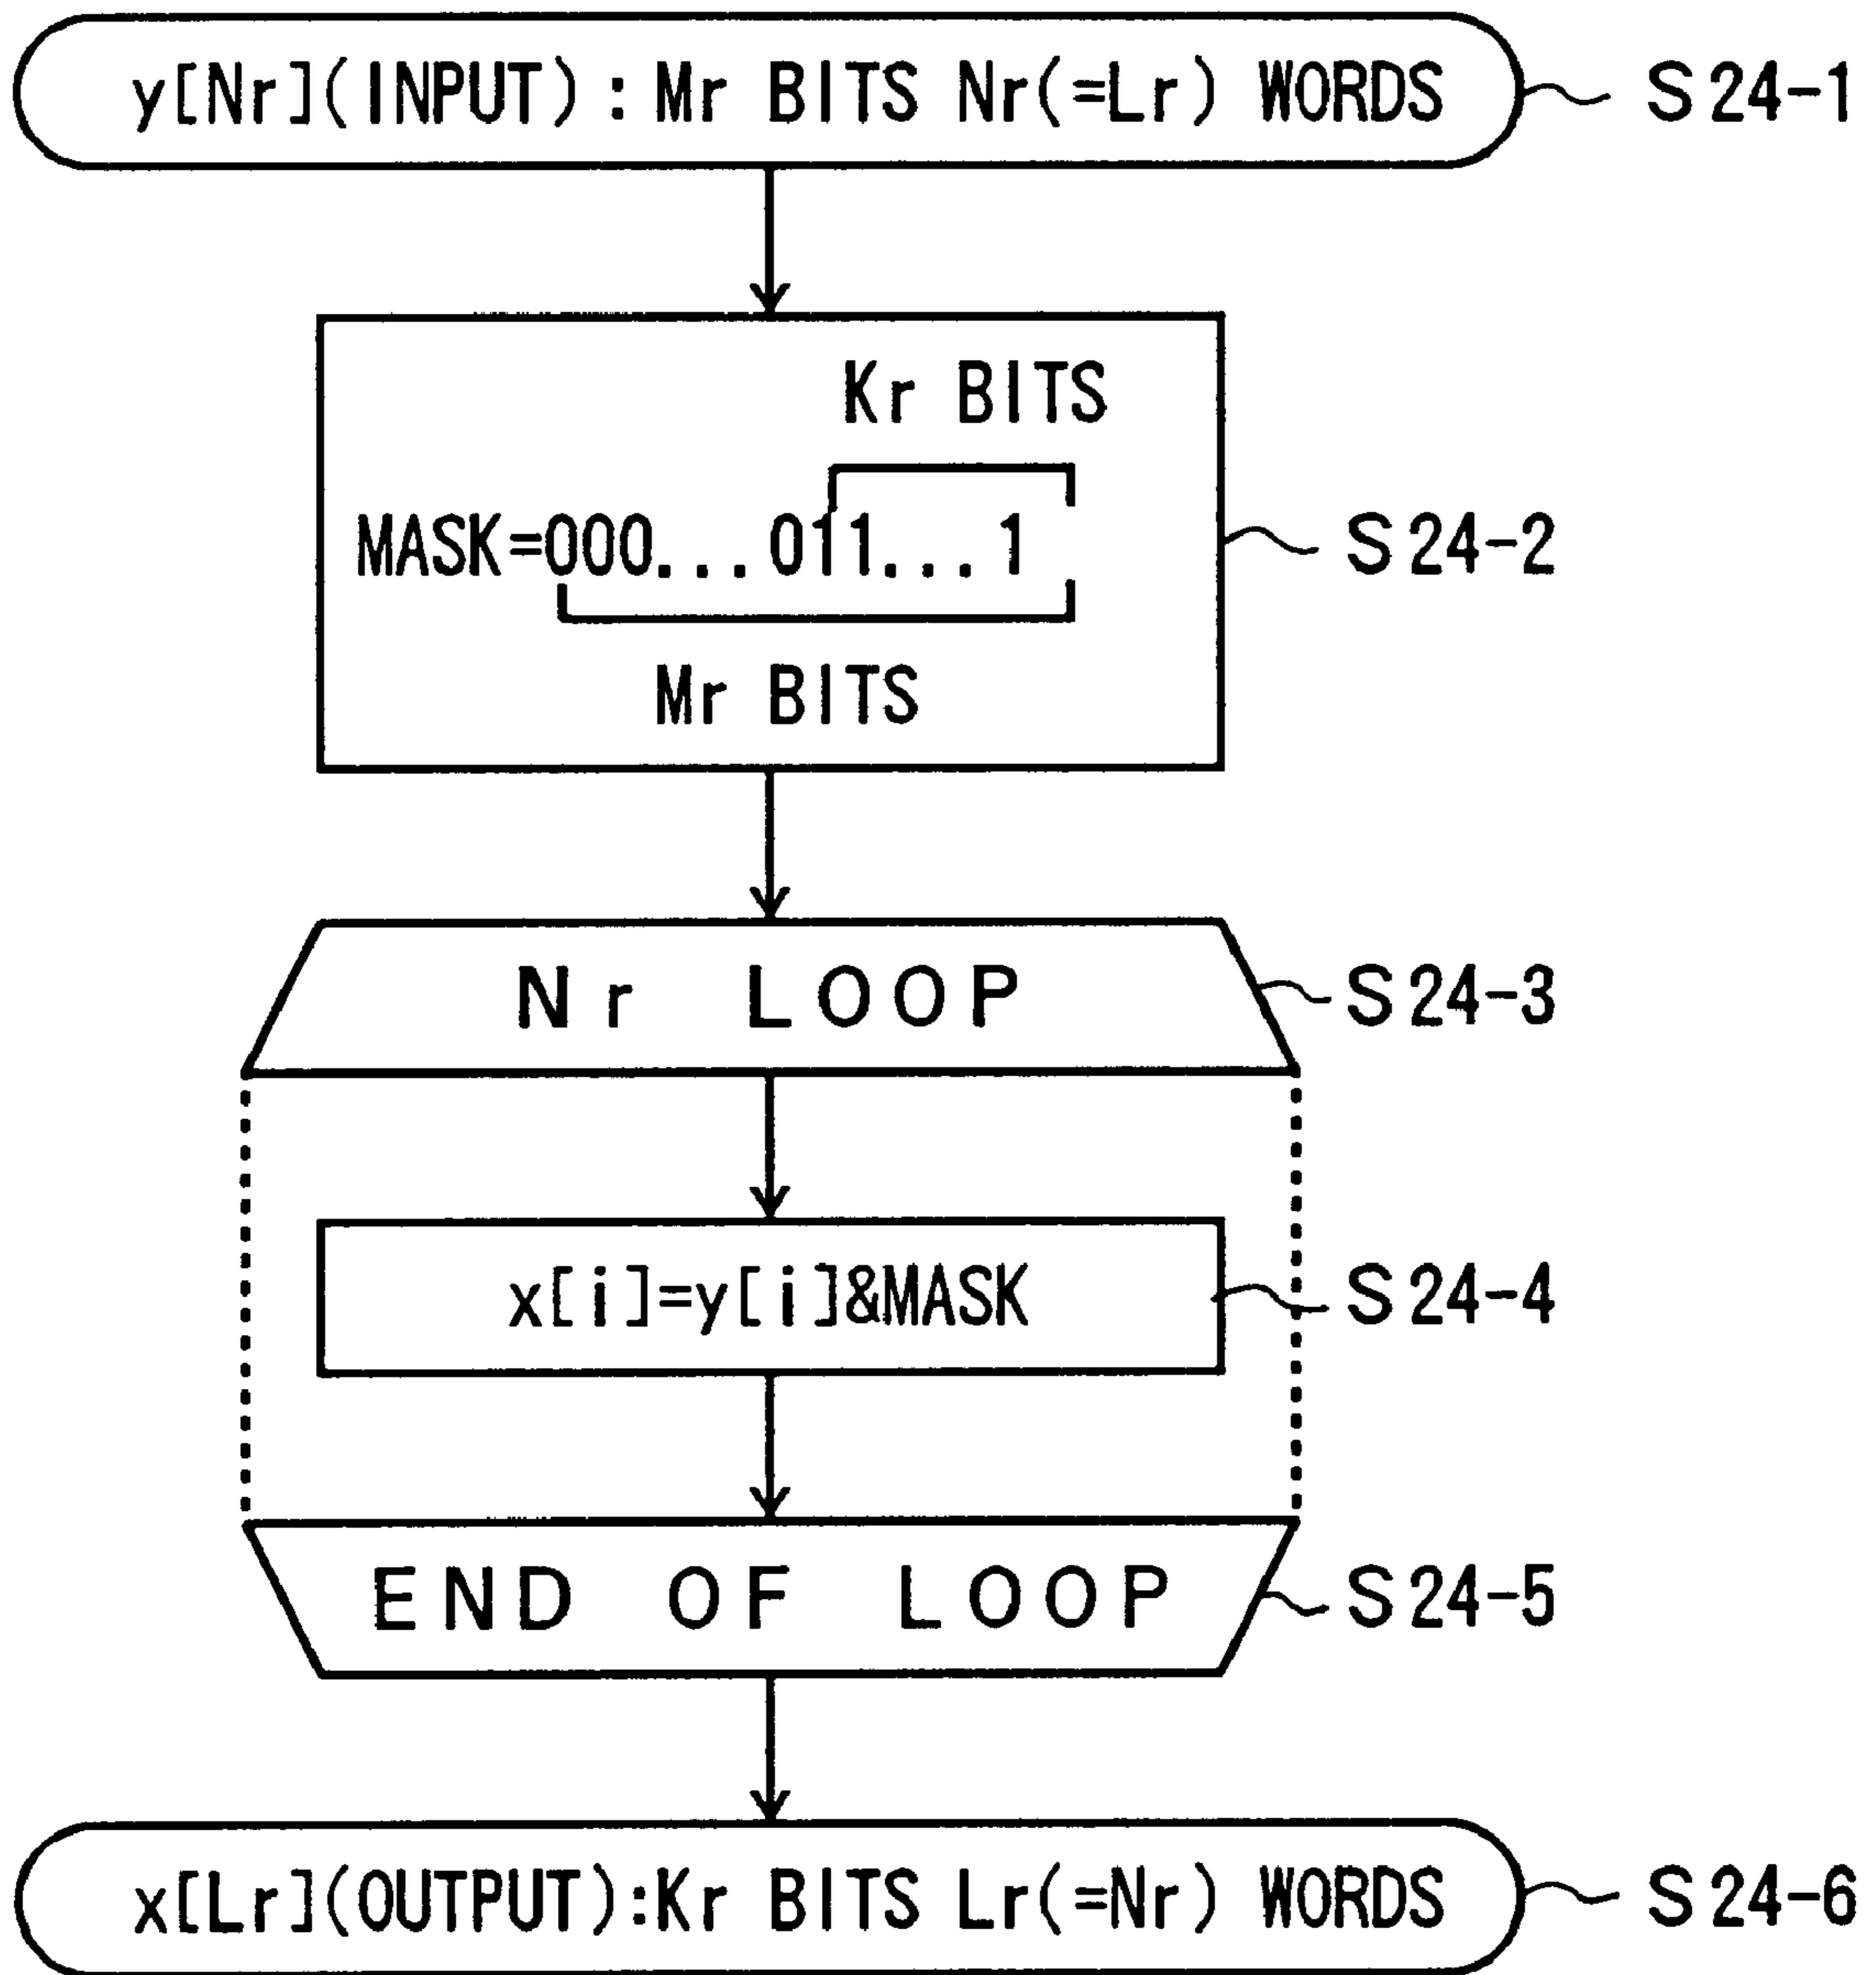 y[Nr](INPUT): Mr BITS Nr(=Lr) WORDS S24-1
Kr BITS
MASK=000...011...1 S24-2
Mr BITS
Nr LOOP S24-3
x[i]=y[i]&MASK S24-4
END OF LOOP S24-5
x[Lr](OUTPUT):Kr BITS Lr(=Nr) WORDS S24-6